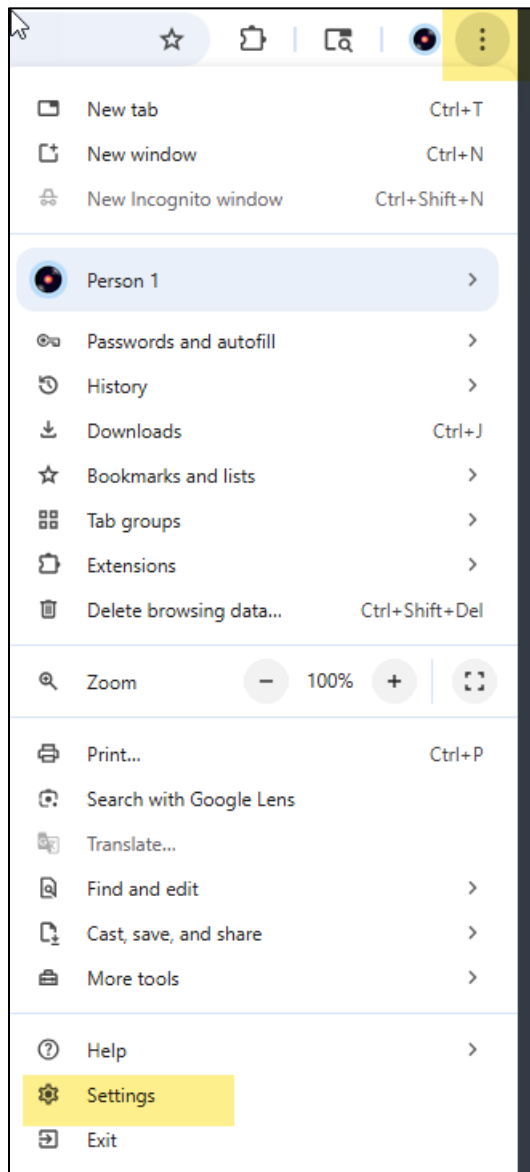 New tab Ctrl+T
New window Ctrl+N
New Incognito window Ctrl+Shift+N
Person 1
Passwords and autofill
History
Downloads Ctrl+J
Bookmarks and lists
Tab groups
Extensions
Delete browsing data... Ctrl+Shift+Del
Zoom − 100% +
Print... Ctrl+P
Search with Google Lens
Translate...
Find and edit
Cast, save, and share
More tools
Help
Settings
Exit